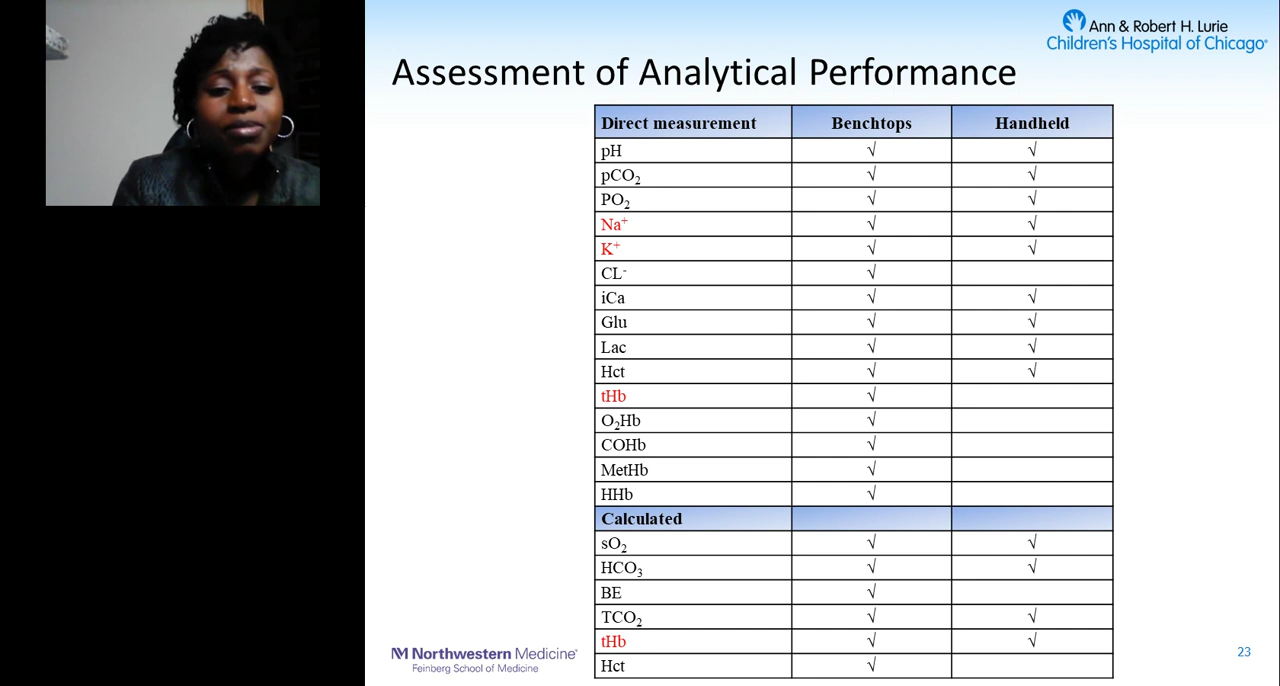 Ann & Robert H. Lurie
Children's Hospital of Chicago®
Assessment of Analytical Performance
Direct measurement Benchtops Handheld
pH √ √
pCO₂ √ √
PO₂ √ √
Na⁺ √ √
K⁺ √ √
CL⁻ √
iCa √ √
Glu √ √
Lac √ √
Hct √ √
tHb √
O₂Hb √
COHb √
MetHb √
HHb √
Calculated
sO₂ √ √
HCO₃ √ √
BE √
TCO₂ √ √
tHb √ √
Hct √
M Northwestern Medicine®
Feinberg School of Medicine
23